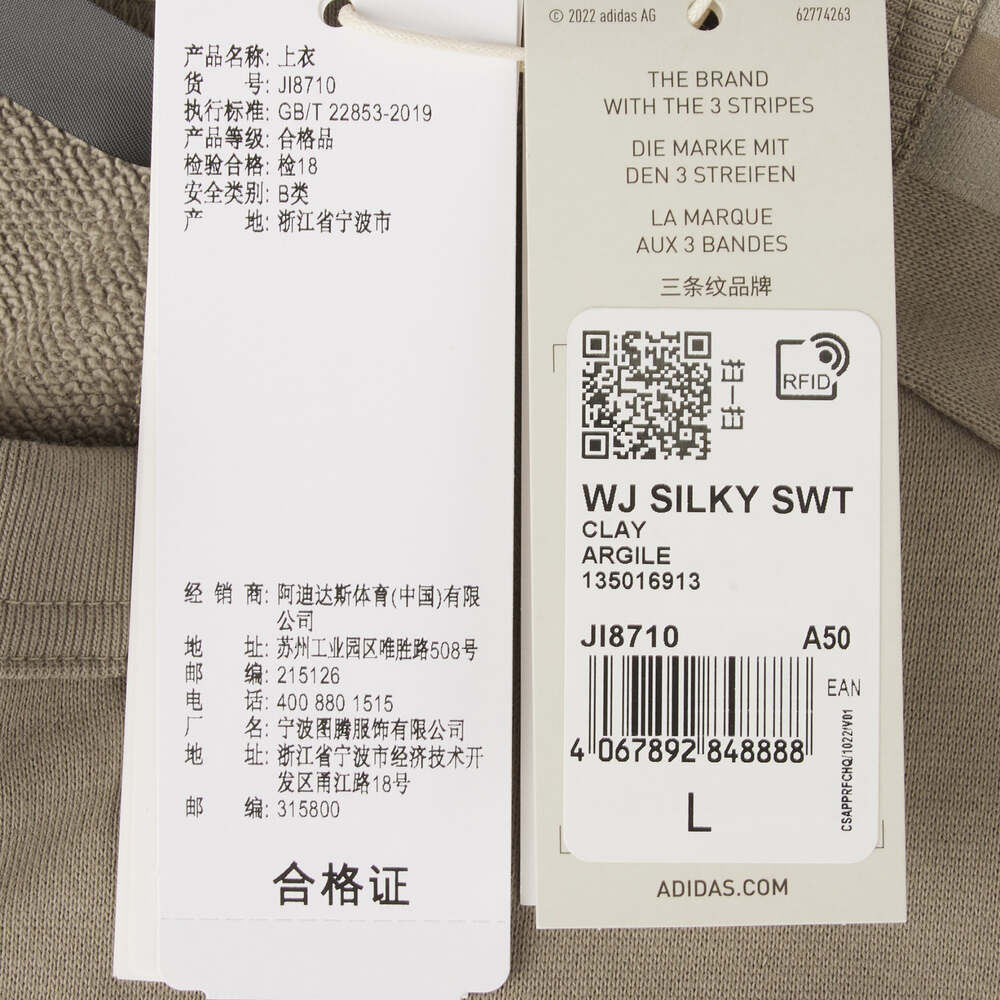 产品名称: 上衣
货 号: JI8710
执行标准: GB/T 22853-2019
产品等级: 合格品
检验合格: 检18
安全类别: B类
产 地: 浙江省宁波市
经 销 商: 阿迪达斯体育(中国)有限
公司
地 址: 苏州工业园区唯胜路508号
邮 编: 215126
电 话: 400 880 1515
厂 名: 宁波图腾服饰有限公司
地 址: 浙江省宁波市经济技术开
发区甬江路18号
邮 编: 315800
合格证
© 2022 adidas AG 62774263
THE BRAND
WITH THE 3 STRIPES
DIE MARKE MIT
DEN 3 STREIFEN
LA MARQUE
AUX 3 BANDES
三条纹品牌
扫一扫
RFID
WJ SILKY SWT
CLAY
ARGILE
135016913
JI8710 A50
EAN
4 067892 848888
CSAPPRFCHQ/1022/V01
L
ADIDAS.COM